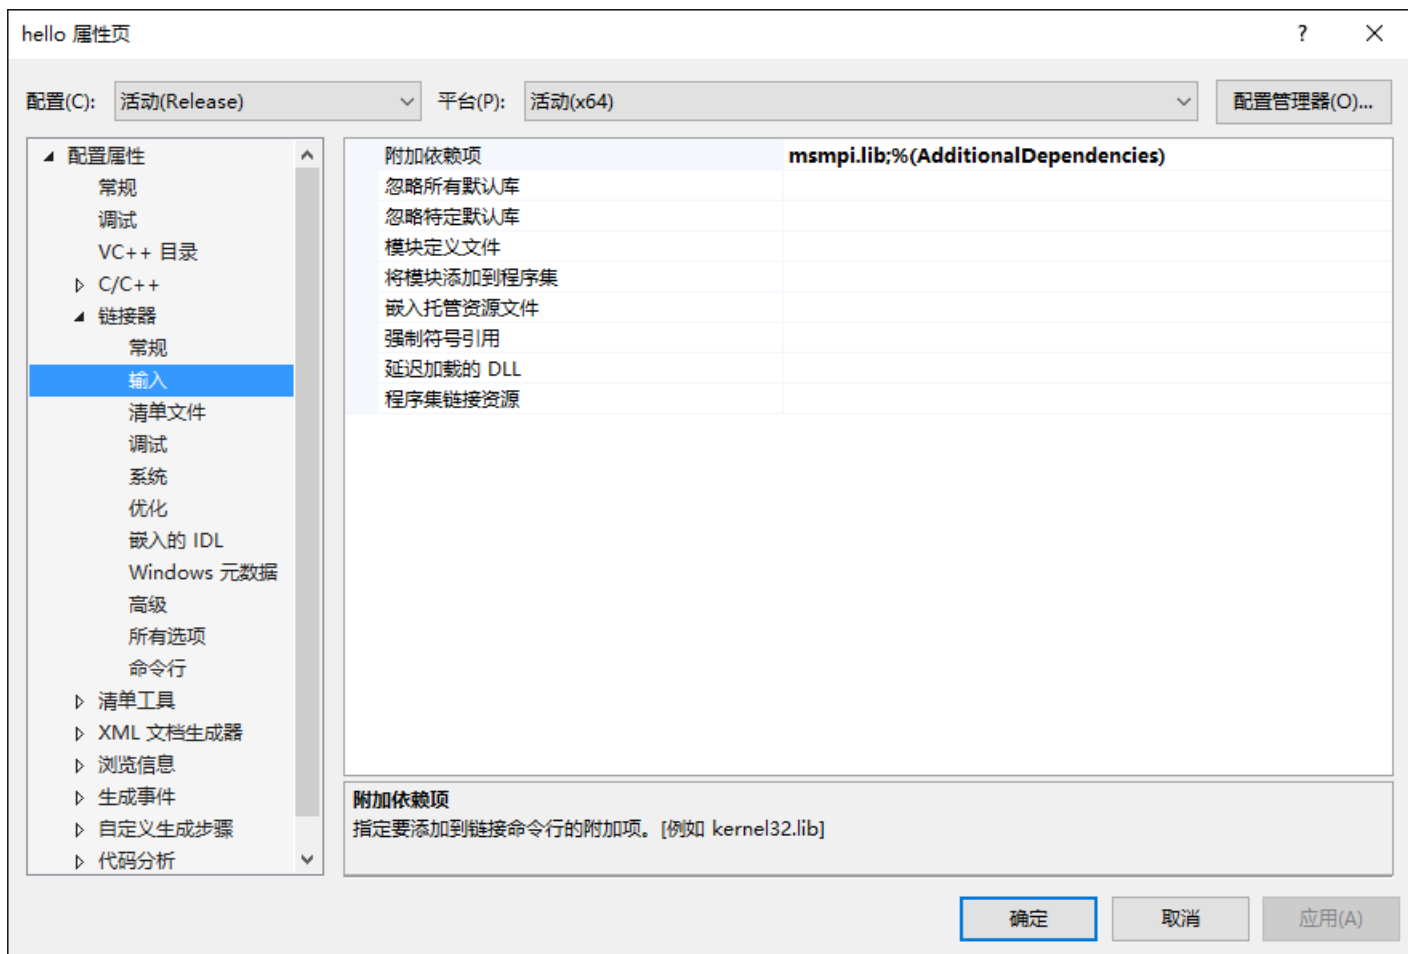 hello 属性页
?
配置(C): 活动(Release) 平台(P): 活动(x64) 配置管理器(O)...
配置属性
常规
调试
VC++ 目录
C/C++
链接器
常规
输入
清单文件
调试
系统
优化
嵌入的 IDL
Windows 元数据
高级
所有选项
命令行
清单工具
XML 文档生成器
浏览信息
生成事件
自定义生成步骤
代码分析
附加依赖项 msmpi.lib;%(AdditionalDependencies)
忽略所有默认库
忽略特定默认库
模块定义文件
将模块添加到程序集
嵌入托管资源文件
强制符号引用
延迟加载的 DLL
程序集链接资源
附加依赖项
指定要添加到链接命令行的附加项。[例如 kernel32.lib]
确定 取消 应用(A)